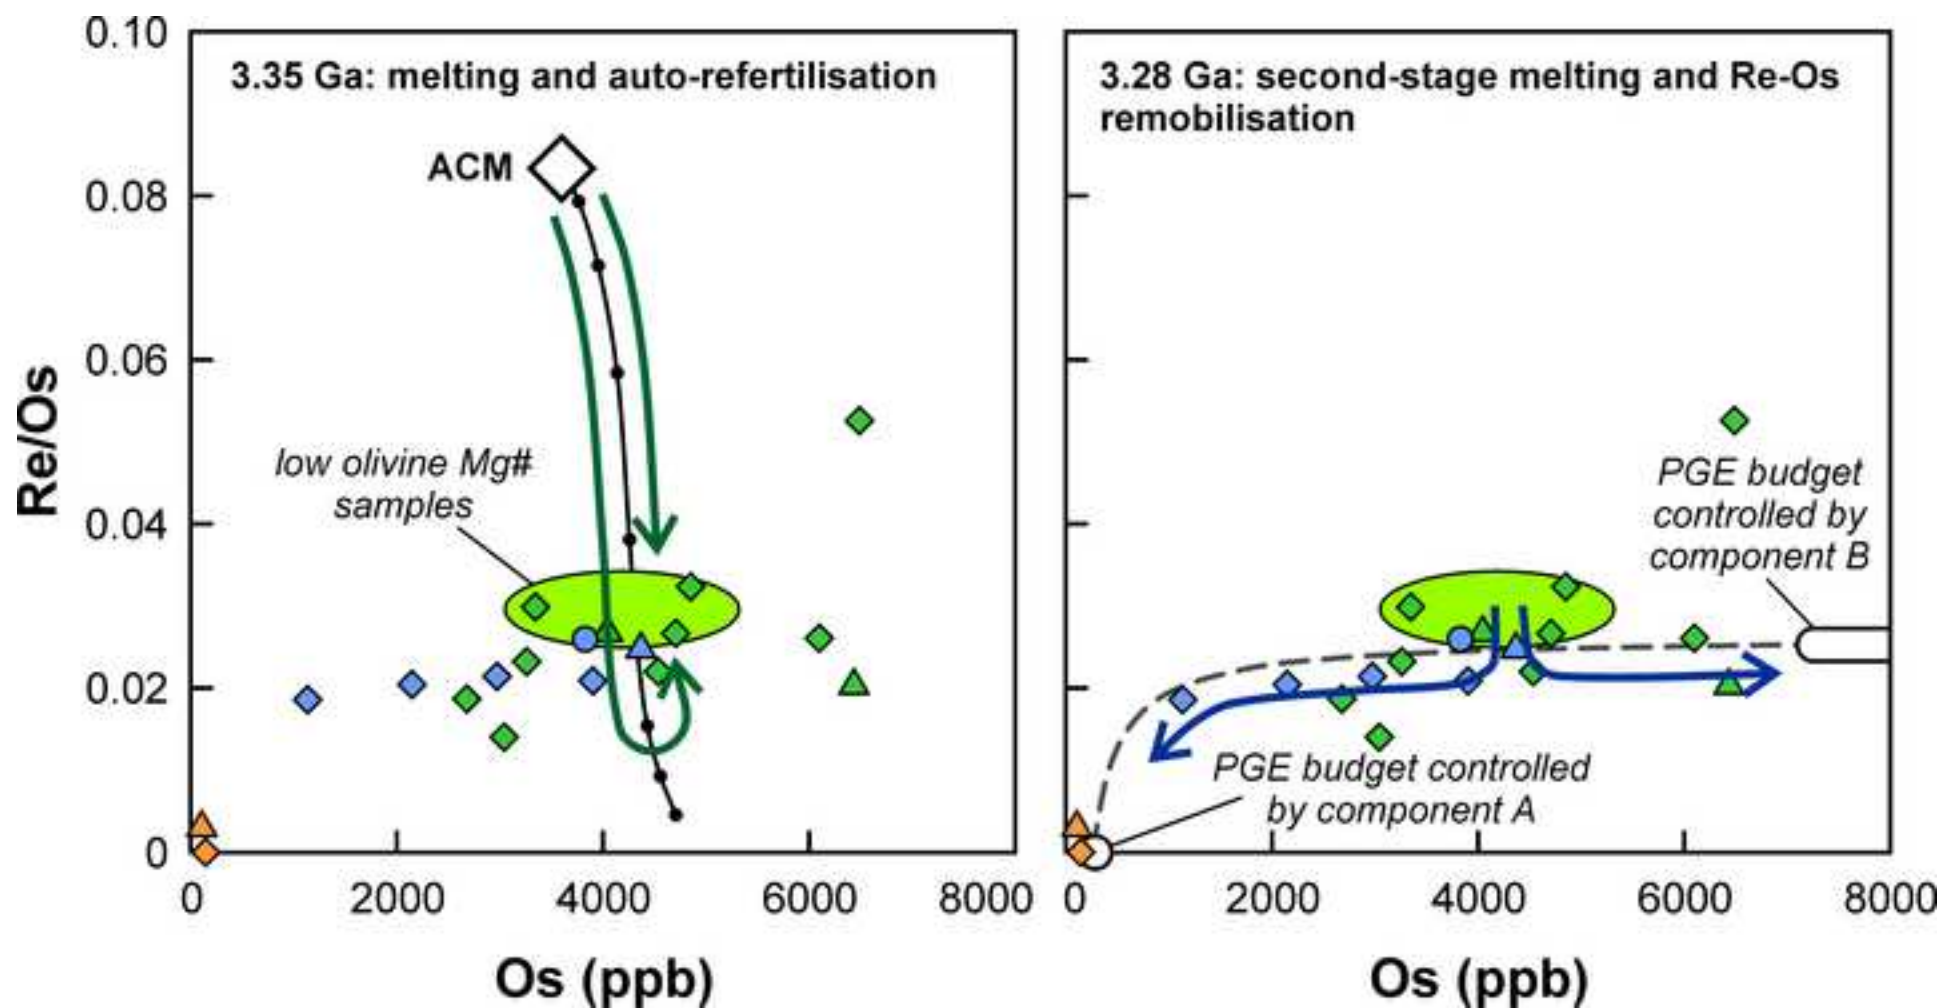 0.10
3.35 Ga: melting and auto-refertilisation
ACM
0.08
0.06
low olivine Mg#
samples
0.04
0.02
0
Re/Os
0
2000
4000
6000
8000
Os (ppb)
3.28 Ga: second-stage melting and Re-Os
remobilisation
PGE budget
controlled by
component B
PGE budget controlled
by component A
0
2000
4000
6000
8000
Os (ppb)